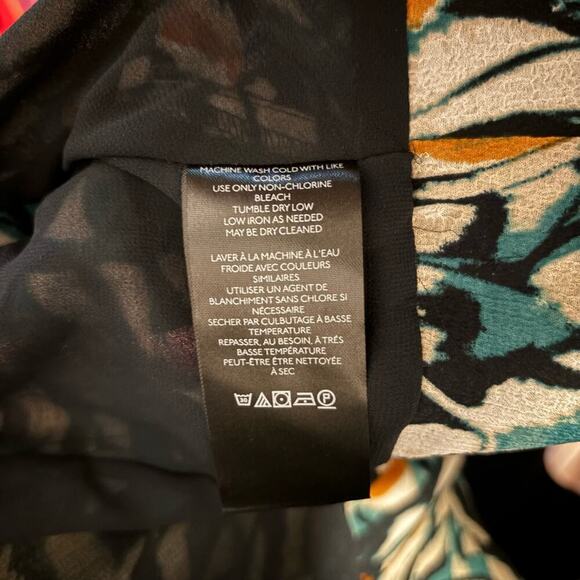 MACHINE WASH COLD WITH LIKE
COLORS
USE ONLY NON-CHLORINE
BLEACH
TUMBLE DRY LOW
LOW IRON AS NEEDED
MAY BE DRY CLEANED
LAVER À LA MACHINE À L'EAU
FROIDE AVEC COULEURS
SIMILAIRES
UTILISER UN AGENT DE
BLANCHIMENT SANS CHLORE SI
NÉCESSAIRE
SECHER PAR CULBUTAGE À BASSE
TEMPERATURE
REPASSER, AU BESOIN, À TRÉS
BASSE TEMPÉRATURE
PEUT-ÊTRE ÊTRE NETTOYÉE
À SEC
30 P